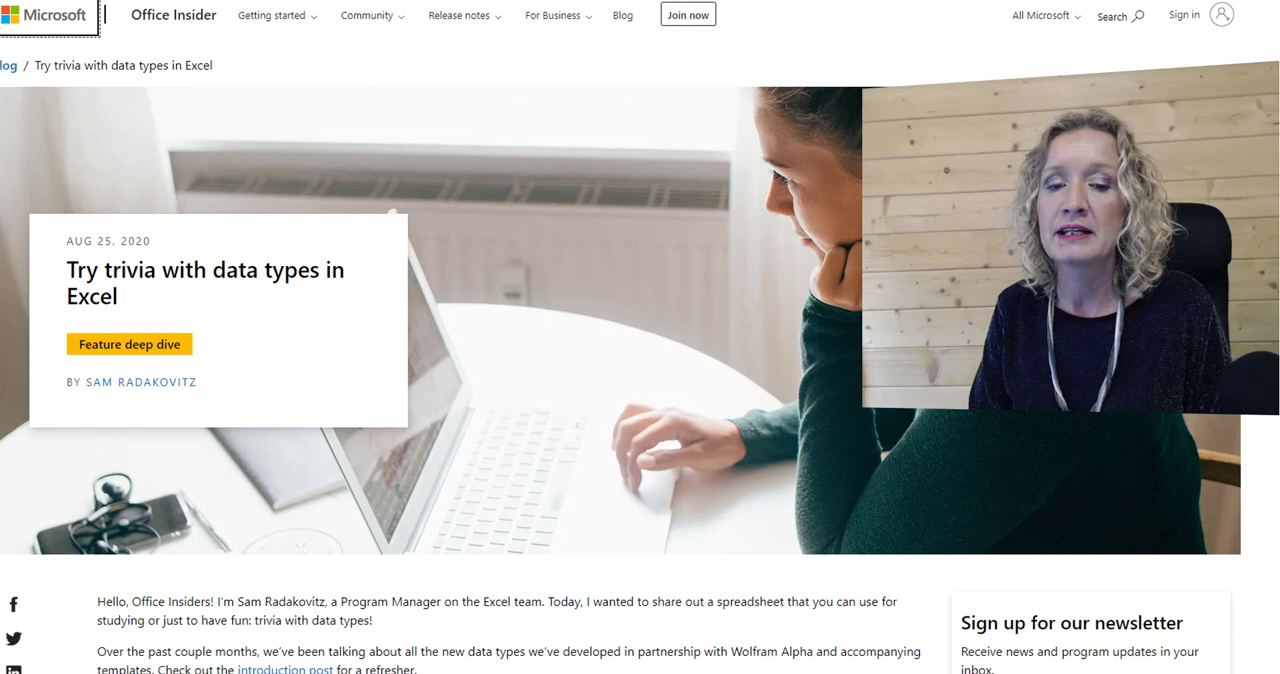 Microsoft
Office Insider
Getting started
Community
Release notes
For Business
Blog
Join now
All Microsoft
Search
Sign in
log / Try trivia with data types in Excel
AUG 25, 2020
Try trivia with data types in
Excel
Feature deep dive
BY SAM RADAKOVITZ
Hello, Office Insiders! I'm Sam Radakovitz, a Program Manager on the Excel team. Today, I wanted to share out a spreadsheet that you can use for
studying or just to have fun: trivia with data types!
Over the past couple months, we've been talking about all the new data types we've developed in partnership with Wolfram Alpha and accompanying
templates. Check out the introduction post for a refresher.
Sign up for our newsletter
Receive news and program updates in your
inbox.